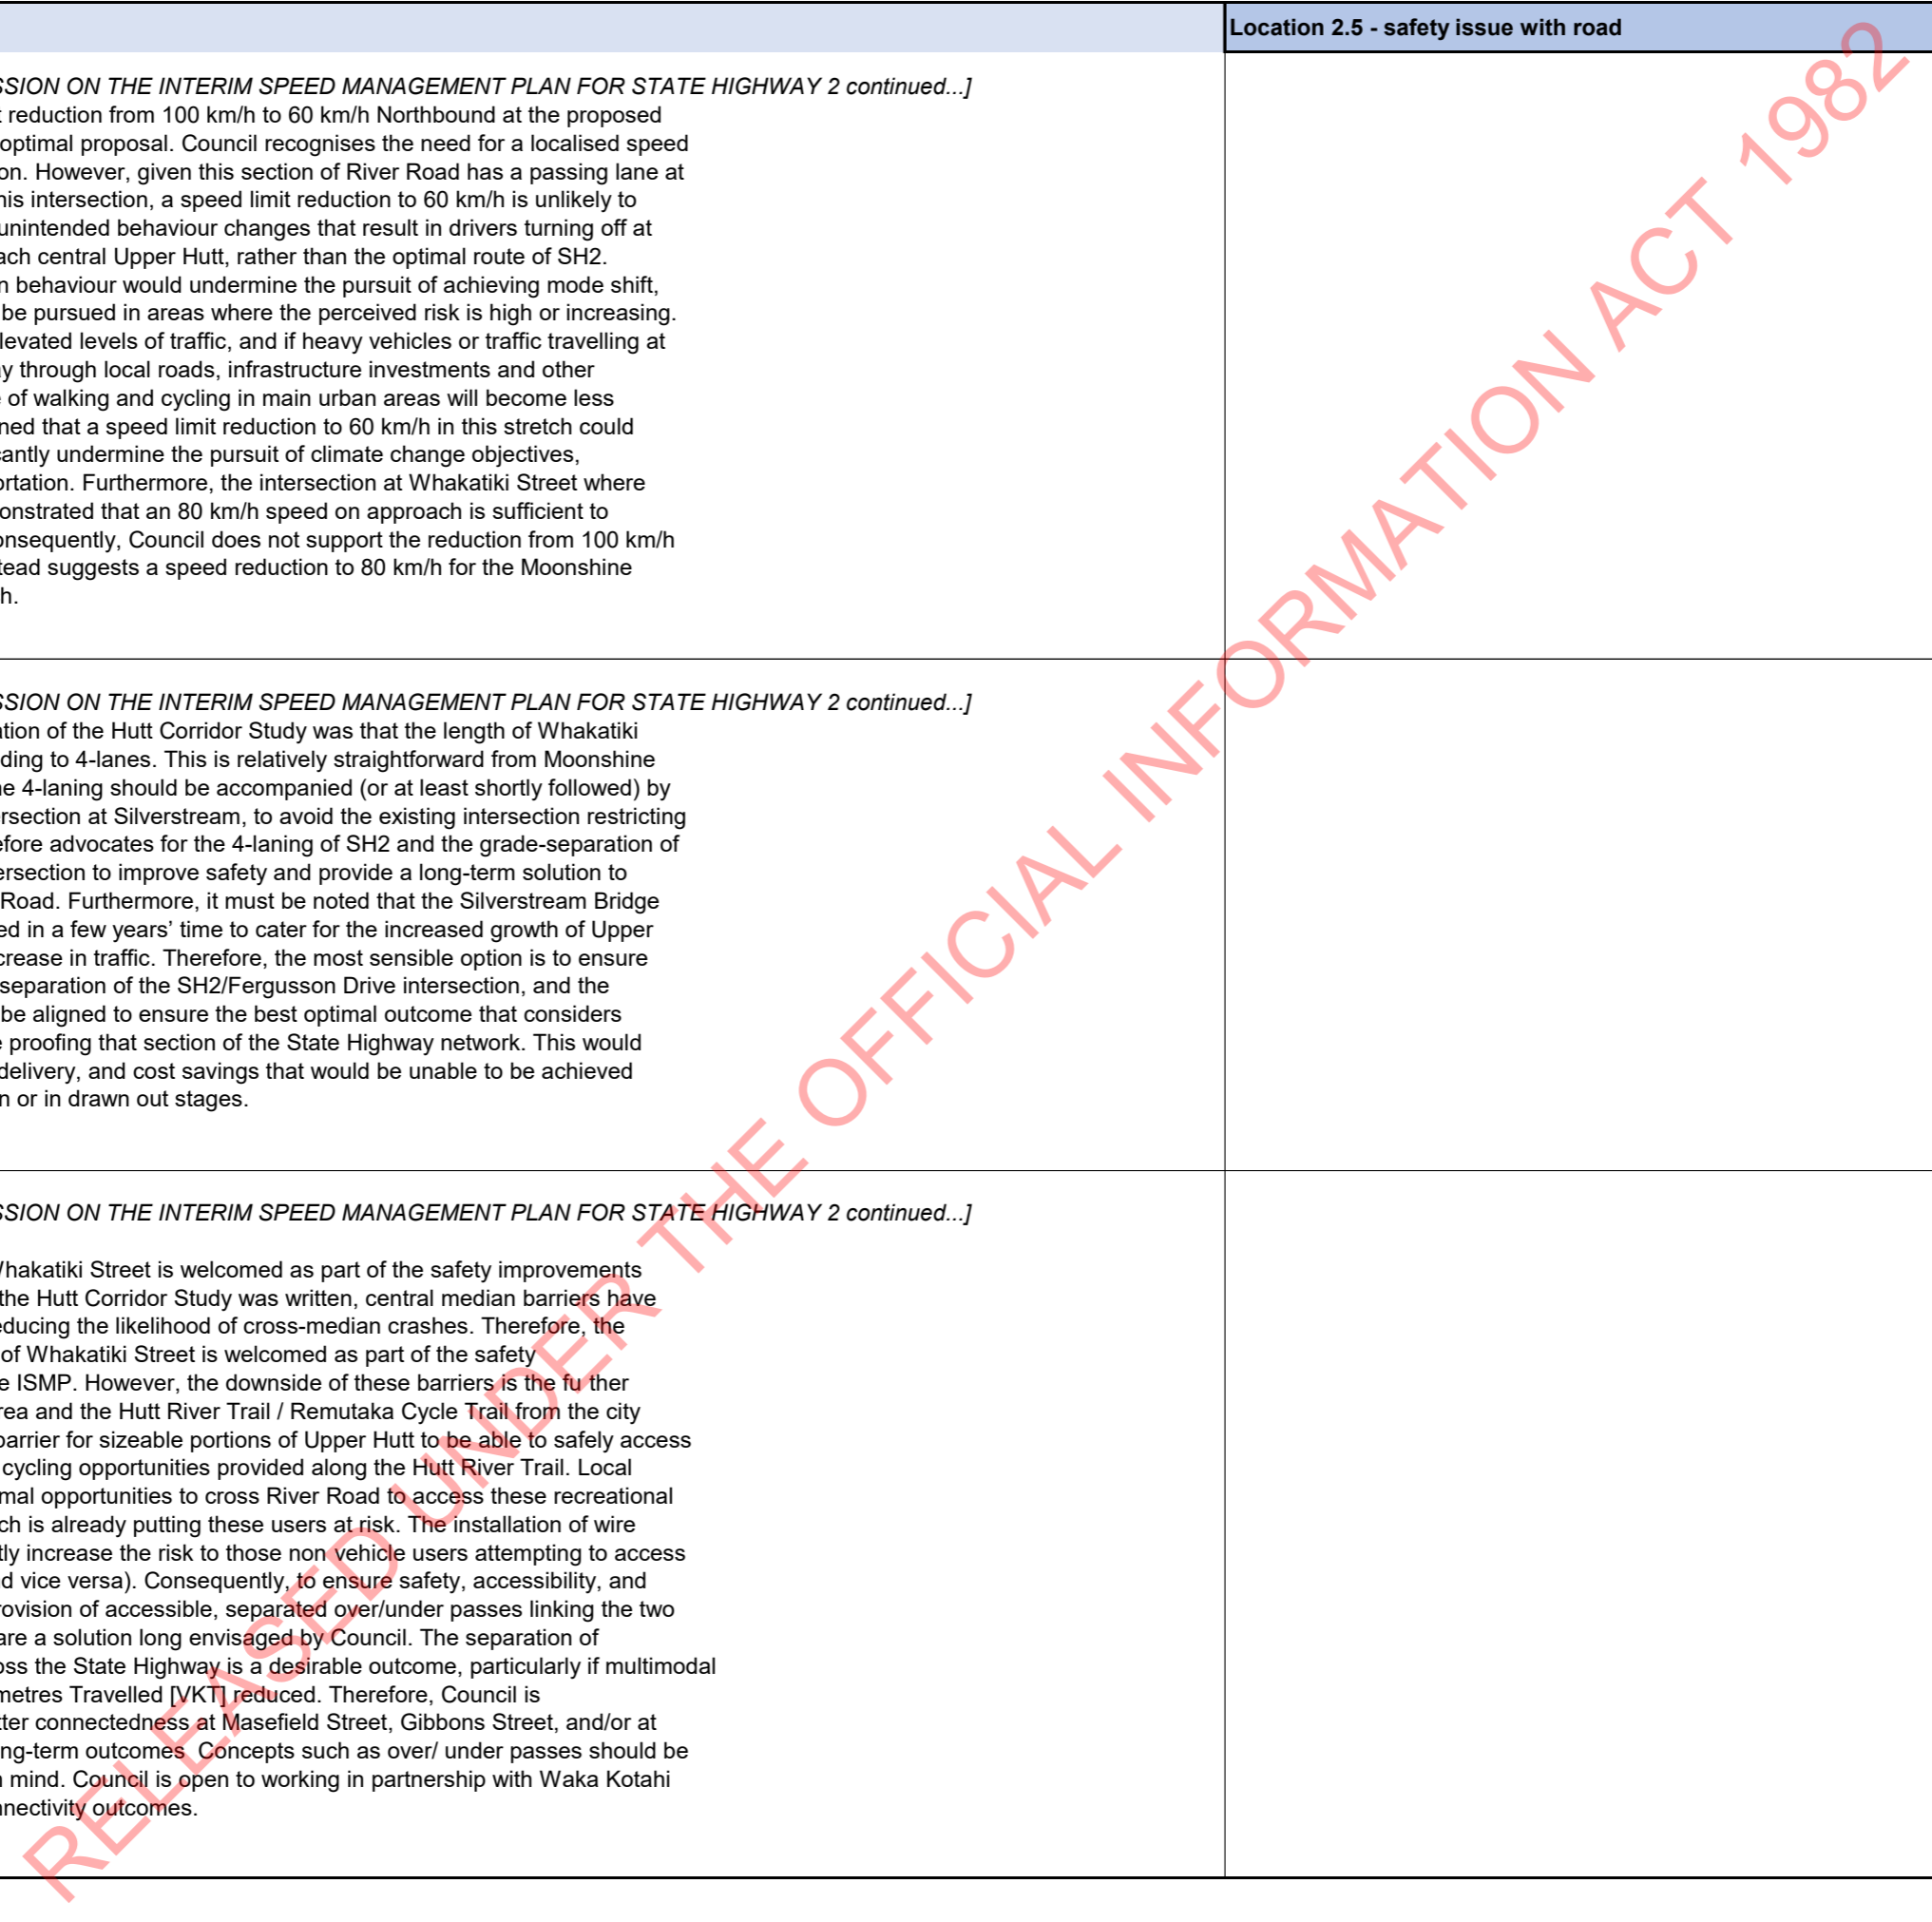 Location 2.5 - safety issue with road
SSION ON THE INTERIM SPEED MANAGEMENT PLAN FOR STATE HIGHWAY 2 continued...]
t reduction from 100 km/h to 60 km/h Northbound at the proposed
optimal proposal. Council recognises the need for a localised speed
on. However, given this section of River Road has a passing lane at
his intersection, a speed limit reduction to 60 km/h is unlikely to
unintended behaviour changes that result in drivers turning off at
ach central Upper Hutt, rather than the optimal route of SH2.
n behaviour would undermine the pursuit of achieving mode shift,
be pursued in areas where the perceived risk is high or increasing.
levated levels of traffic, and if heavy vehicles or traffic travelling at
y through local roads, infrastructure investments and other
e of walking and cycling in main urban areas will become less
ned that a speed limit reduction to 60 km/h in this stretch could
cantly undermine the pursuit of climate change objectives,
ortation. Furthermore, the intersection at Whakatiki Street where
onstrated that an 80 km/h speed on approach is sufficient to
onsequently, Council does not support the reduction from 100 km/h
tead suggests a speed reduction to 80 km/h for the Moonshine
h.
SSION ON THE INTERIM SPEED MANAGEMENT PLAN FOR STATE HIGHWAY 2 continued...]
ation of the Hutt Corridor Study was that the length of Whakatiki
ding to 4-lanes. This is relatively straightforward from Moonshine
he 4-laning should be accompanied (or at least shortly followed) by
ersection at Silverstream, to avoid the existing intersection restricting
efore advocates for the 4-laning of SH2 and the grade-separation of
ersection to improve safety and provide a long-term solution to
Road. Furthermore, it must be noted that the Silverstream Bridge
ed in a few years’ time to cater for the increased growth of Upper
crease in traffic. Therefore, the most sensible option is to ensure
separation of the SH2/Fergusson Drive intersection, and the
be aligned to ensure the best optimal outcome that considers
e proofing that section of the State Highway network. This would
delivery, and cost savings that would be unable to be achieved
n or in drawn out stages.
SSION ON THE INTERIM SPEED MANAGEMENT PLAN FOR STATE HIGHWAY 2 continued...]
Whakatiki Street is welcomed as part of the safety improvements
the Hutt Corridor Study was written, central median barriers have
educing the likelihood of cross-median crashes. Therefore, the
of Whakatiki Street is welcomed as part of the safety
e ISMP. However, the downside of these barriers is the fu ther
rea and the Hutt River Trail / Remutaka Cycle Trail from the city
barrier for sizeable portions of Upper Hutt to be able to safely access
cycling opportunities provided along the Hutt River Trail. Local
mal opportunities to cross River Road to access these recreational
ch is already putting these users at risk. The installation of wire
tly increase the risk to those non vehicle users attempting to access
d vice versa). Consequently, to ensure safety, accessibility, and
rovision of accessible, separated over/under passes linking the two
are a solution long envisaged by Council. The separation of
oss the State Highway is a desirable outcome, particularly if multimodal
metres Travelled [VKT] reduced. Therefore, Council is
tter connectedness at Masefield Street, Gibbons Street, and/or at
ng-term outcomes  Concepts such as over/ under passes should be
n mind. Council is open to working in partnership with Waka Kotahi
nnectivity outcomes.
RELEASED UNDER THE OFFICIAL INFORMATION ACT 1982